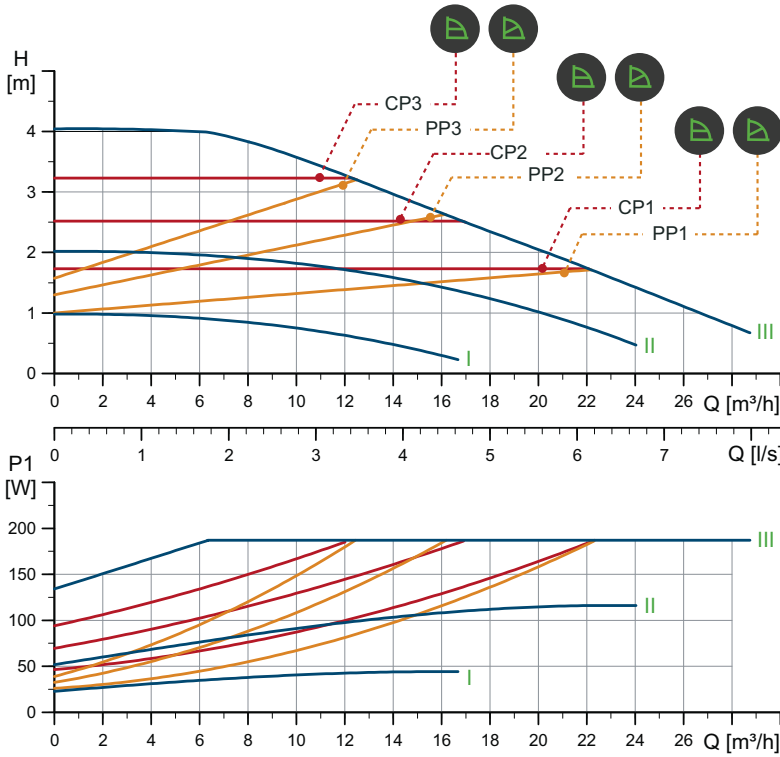 H
[m]
4
3
2
1
0
CP3
PP3
CP2
PP2
CP1
PP1
I
II
III
0 2 4 6 8 10 12 14 16 18 20 22 24 26 Q [m³/h]
0 1 2 3 4 5 6 7 Q [l/s]
P1
[W]
200
150
100
50
0
III
II
I
0 2 4 6 8 10 12 14 16 18 20 22 24 26 Q [m³/h]